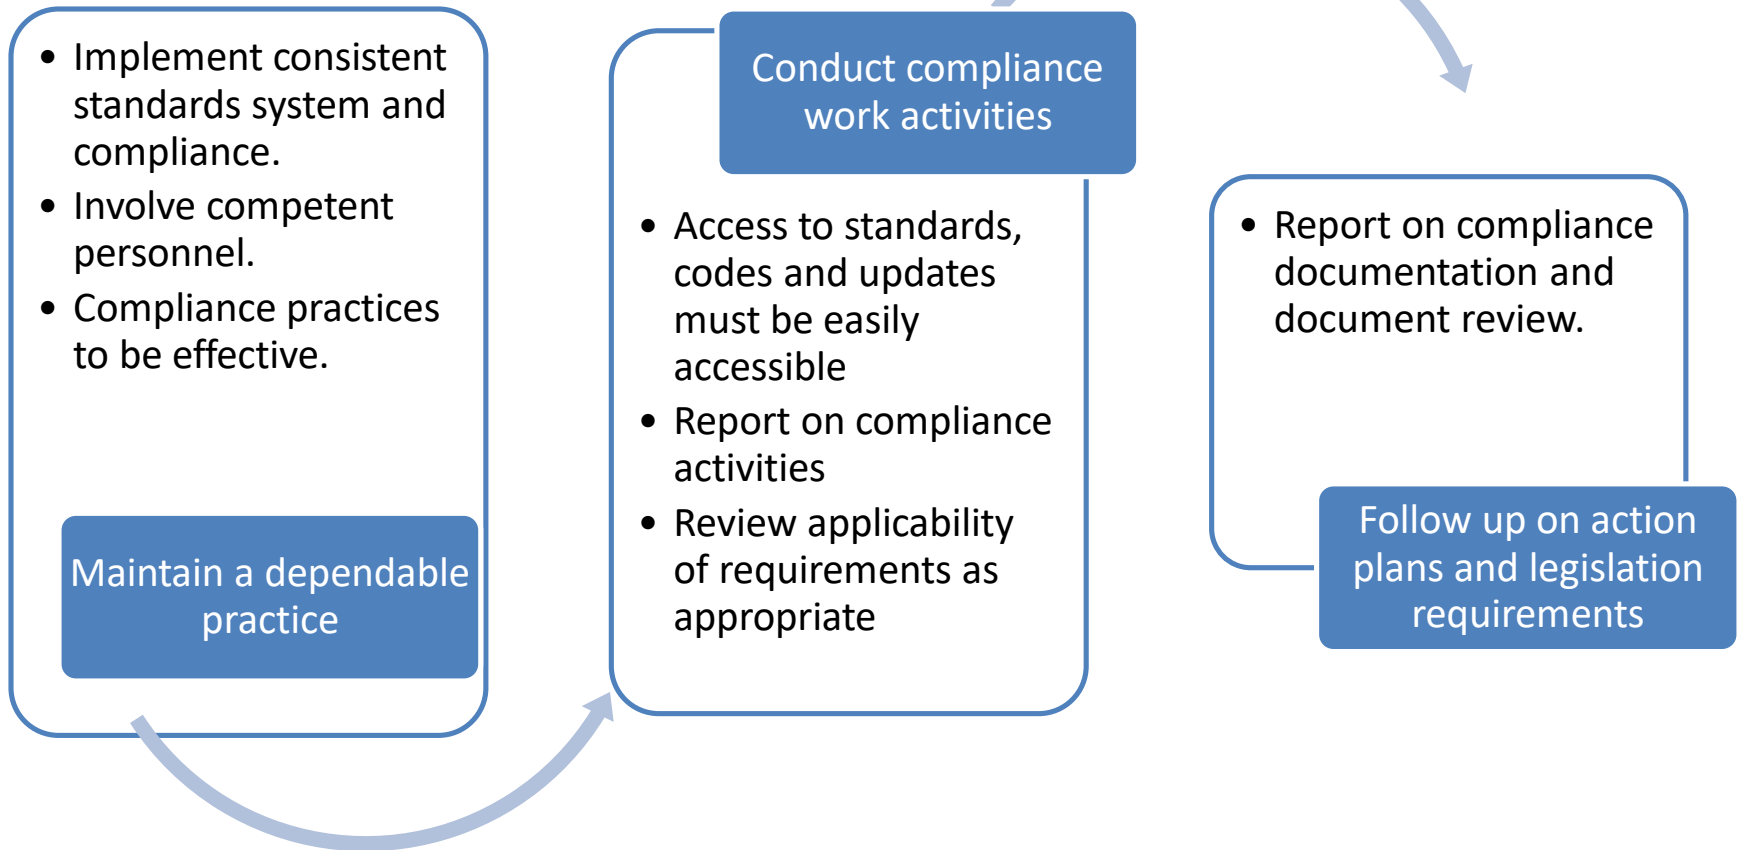 • Implement consistent
standards system and
compliance.
• Involve competent
personnel.
• Compliance practices
to be effective.
Maintain a dependable
practice
Conduct compliance
work activities
• Access to standards,
codes and updates
must be easily
accessible
• Report on compliance
activities
• Review applicability
of requirements as
appropriate
• Report on compliance
documentation and
document review.
Follow up on action
plans and legislation
requirements